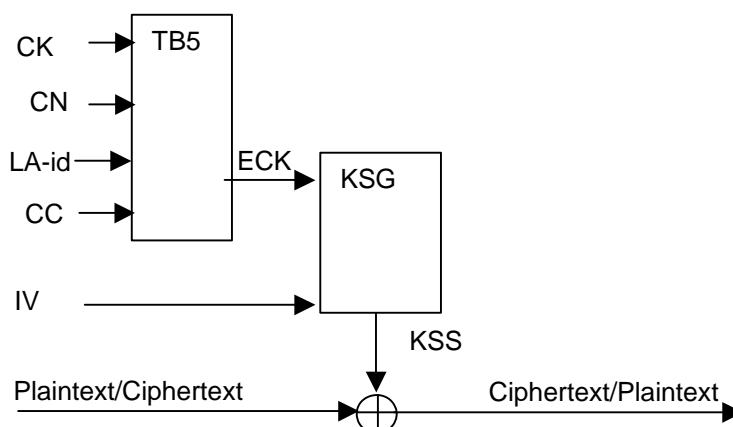 CK
TB5
CN
LA-id
ECK
KSG
CC
IV
KSS
Plaintext/Ciphertext
Ciphertext/Plaintext